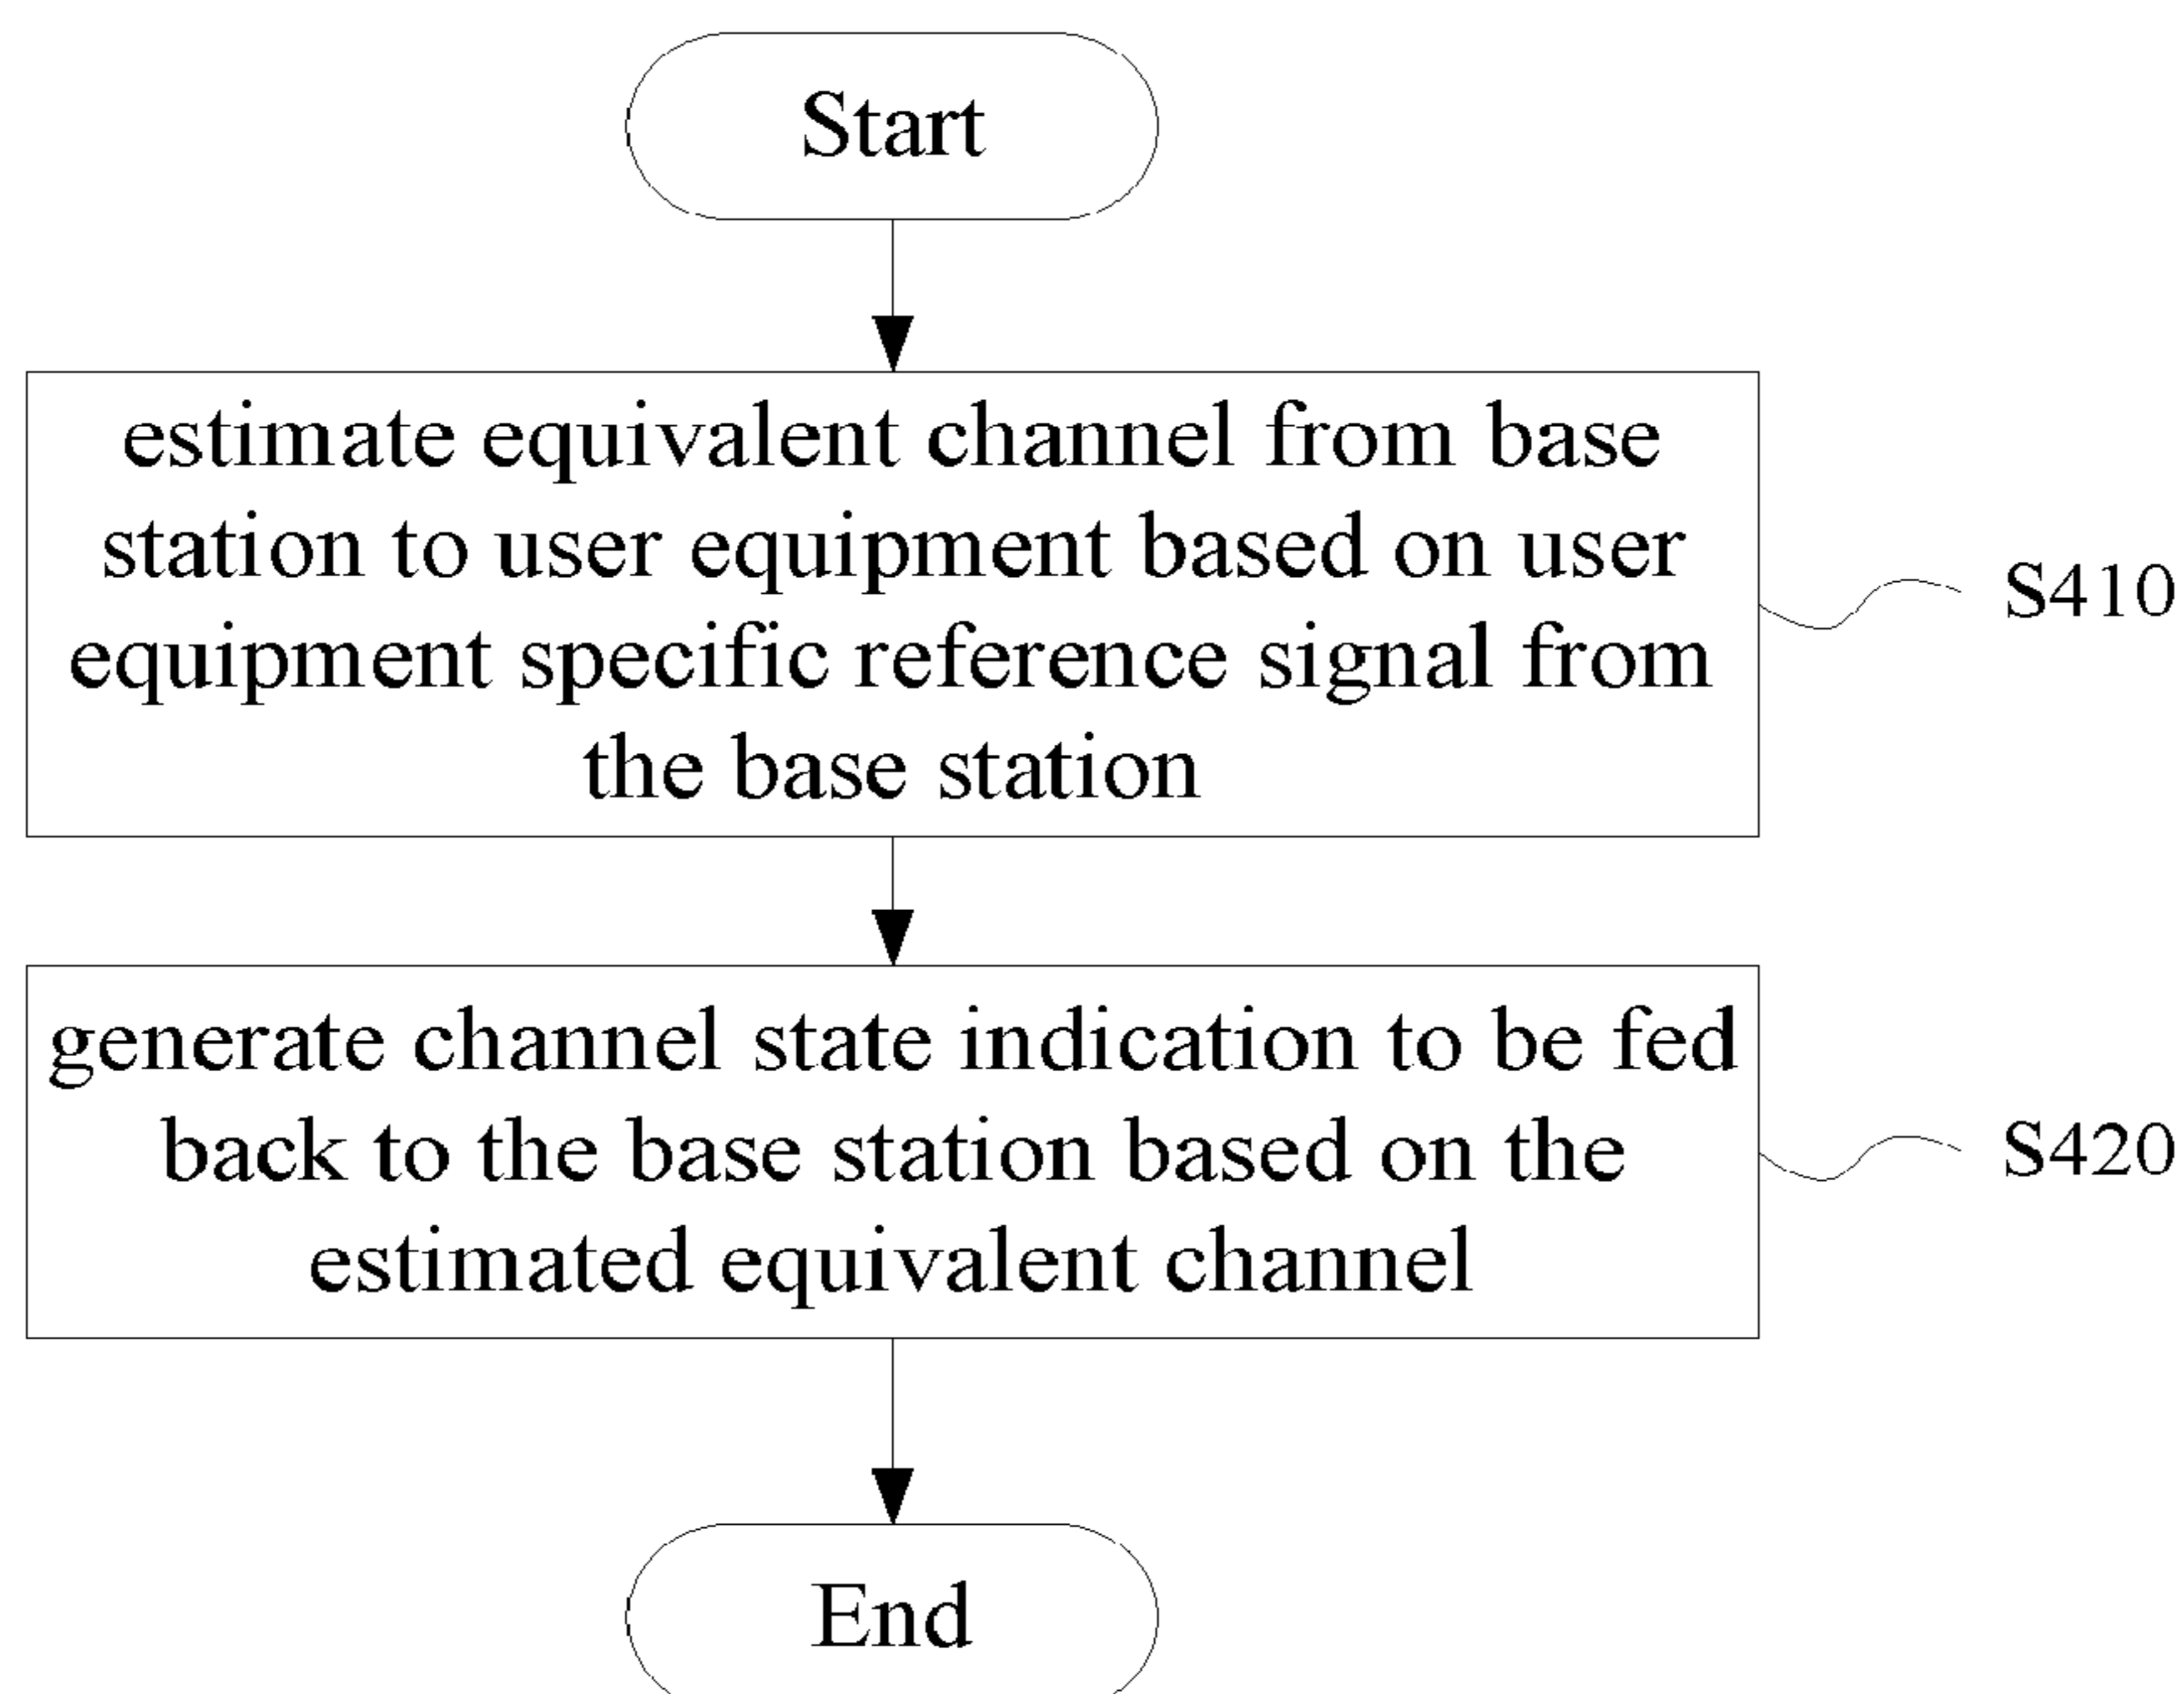 Start
estimate equivalent channel from base
station to user equipment based on user
equipment specific reference signal from
the base station
S410
generate channel state indication to be fed
back to the base station based on the
estimated equivalent channel
S420
End